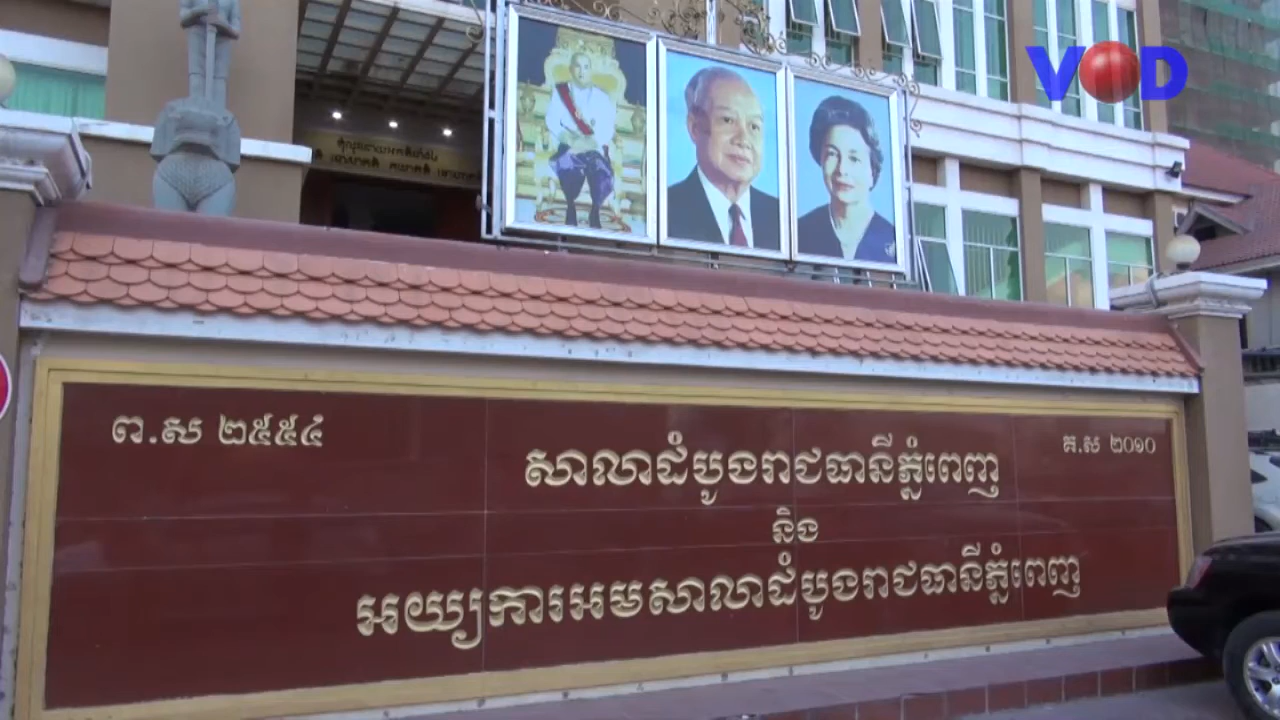 VOD
ព.ស ២៥៥៤
គ.ស ២០១០
សាលាដំបូងរាជធានីភ្នំពេញ
និង
អយ្យការអមសាលាដំបូងរាជធានីភ្នំពេញ